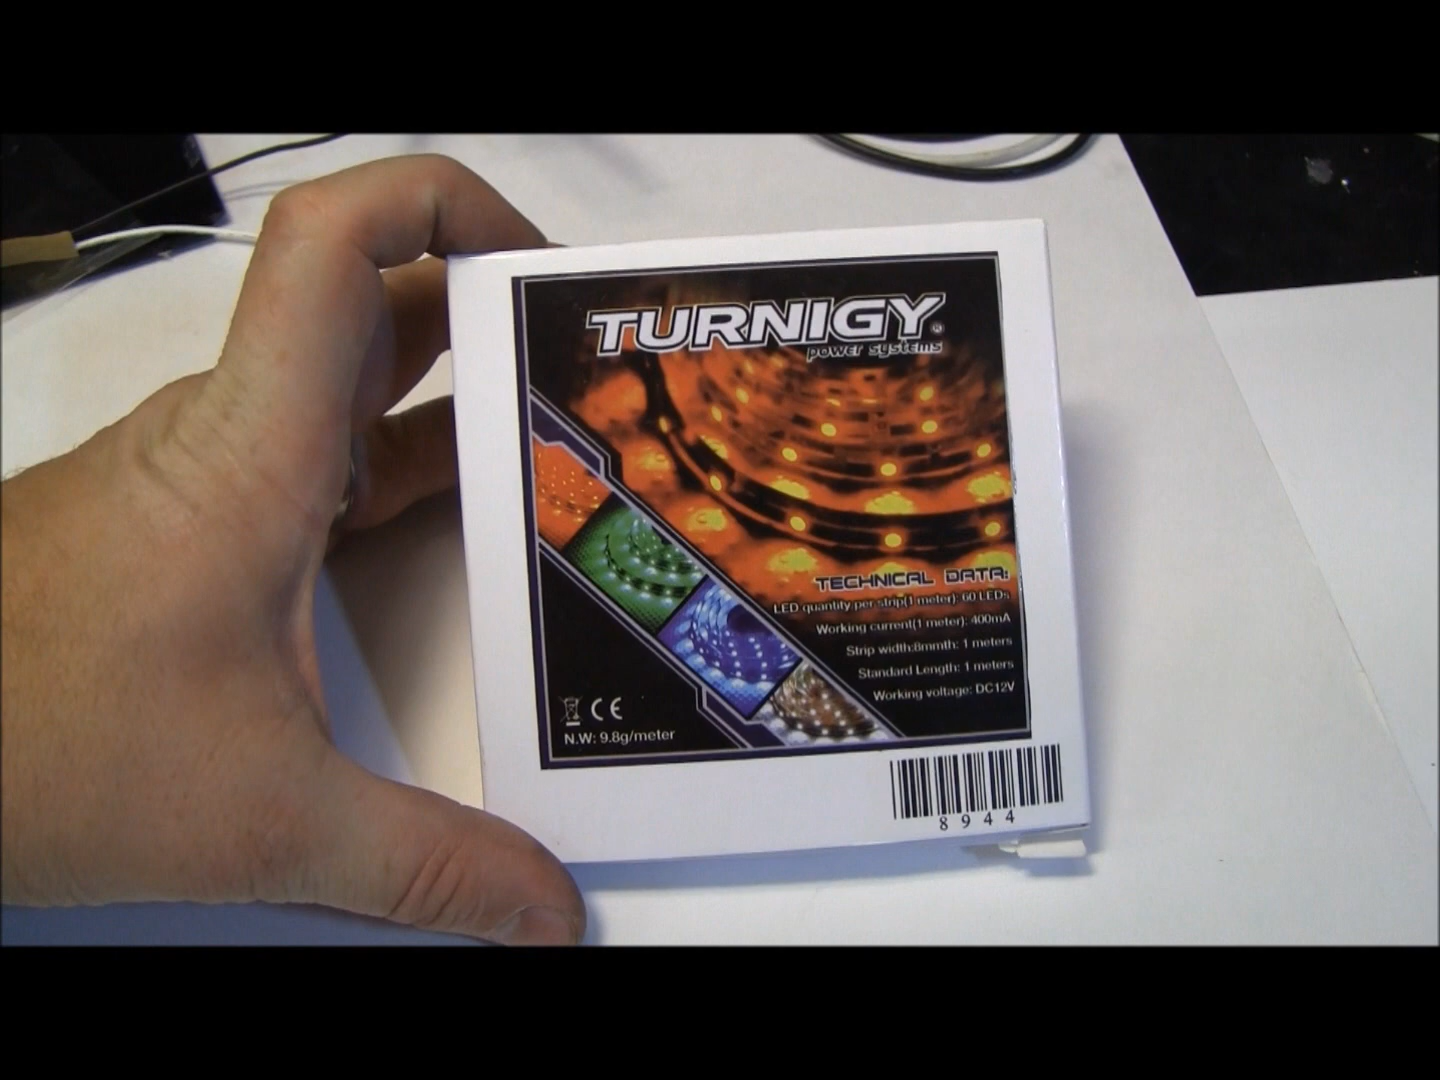 TURNIGY®
power systems
TECHNICAL DATA:
LED quantity per strip(1 meter): 60 LEDs
Working current(1 meter): 400mA
Strip width:8mmth: 1 meters
Standard Length: 1 meters
Working voltage: DC12V
CE
N.W: 9.8g/meter
8944